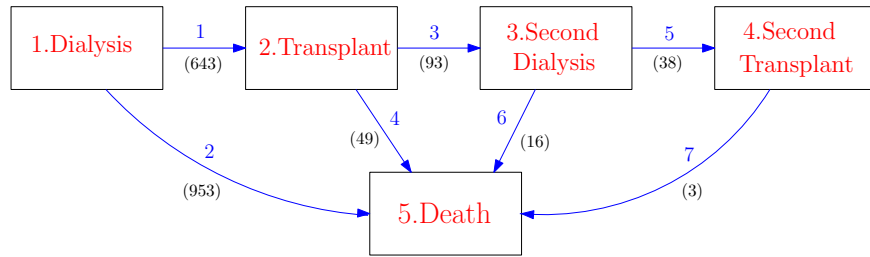 1.Dialysis
1
(643)
2.Transplant
3
(93)
3.Second
Dialysis
5
(38)
4.Second
Transplant
2
(953)
4
(49)
6
(16)
7
(3)
5.Death